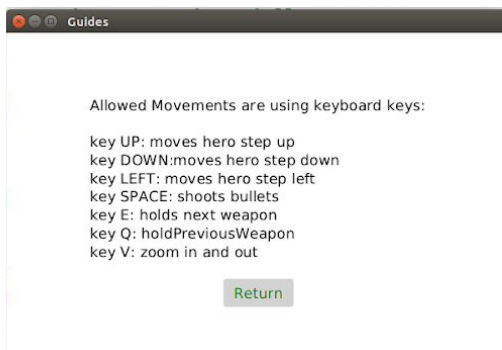 Guides
Allowed Movements are using keyboard keys:
key UP: moves hero step up
key DOWN:moves hero step down
key LEFT: moves hero step left
key SPACE: shoots bullets
key E: holds next weapon
key Q: holdPreviousWeapon
key V: zoom in and out
Return